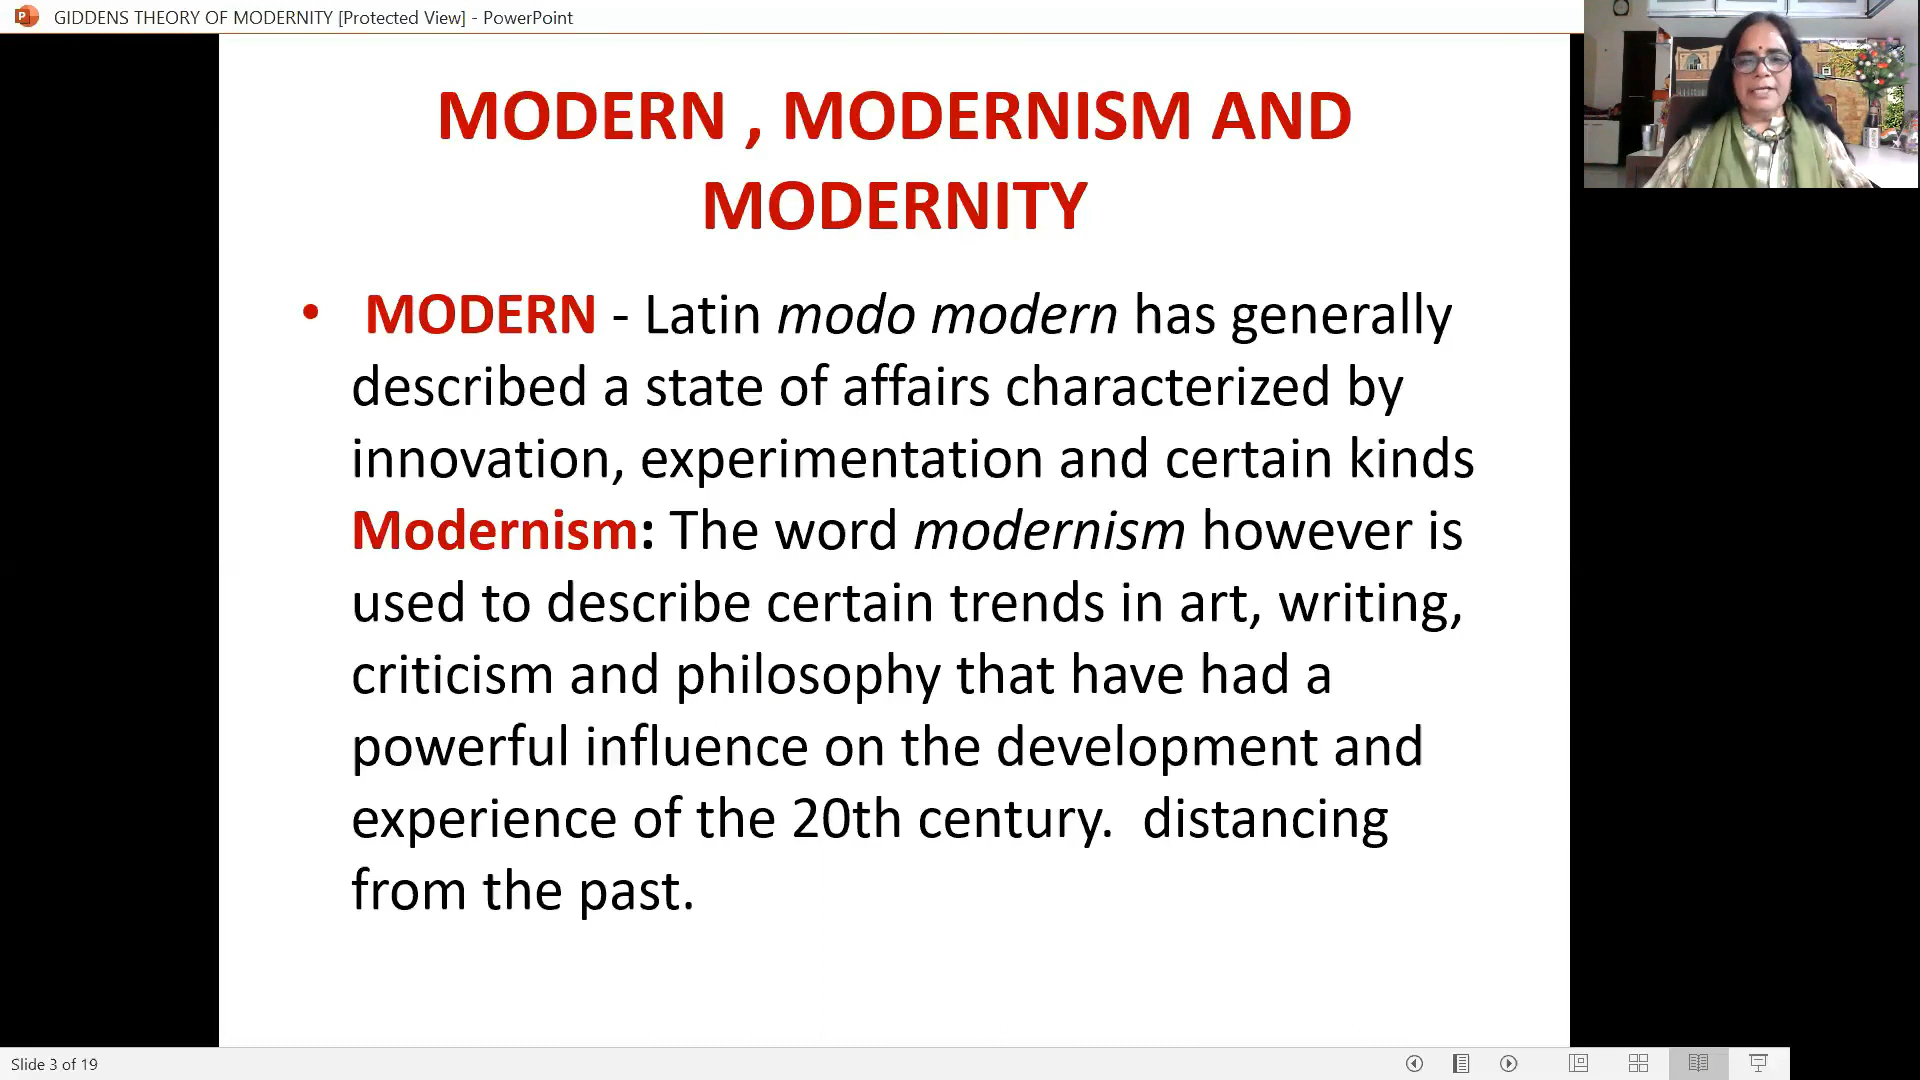 GIDDENS THEORY OF MODERNITY [Protected View] - PowerPoint
MODERN , MODERNISM AND
MODERNITY
• MODERN - Latin modo modern has generally
described a state of affairs characterized by
innovation, experimentation and certain kinds
Modernism: The word modernism however is
used to describe certain trends in art, writing,
criticism and philosophy that have had a
powerful influence on the development and
experience of the 20th century. distancing
from the past.
Slide 3 of 19